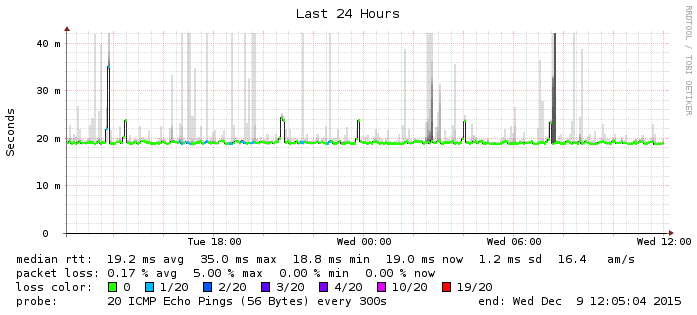 Last 24 Hours
RRDTOOL / TOBI OETIKER
Seconds
40 m
30 m
20 m
10 m
0
Tue 18:00 Wed 00:00 Wed 06:00 Wed 12:00
median rtt: 19.2 ms avg 35.0 ms max 18.8 ms min 19.0 ms now 1.2 ms sd 16.4 am/s
packet loss: 0.17 % avg 5.00 % max 0.00 % min 0.00 % now
loss color: 0 1/20 2/20 3/20 4/20 10/20 19/20
probe: 20 ICMP Echo Pings (56 Bytes) every 300s end: Wed Dec 9 12:05:04 2015